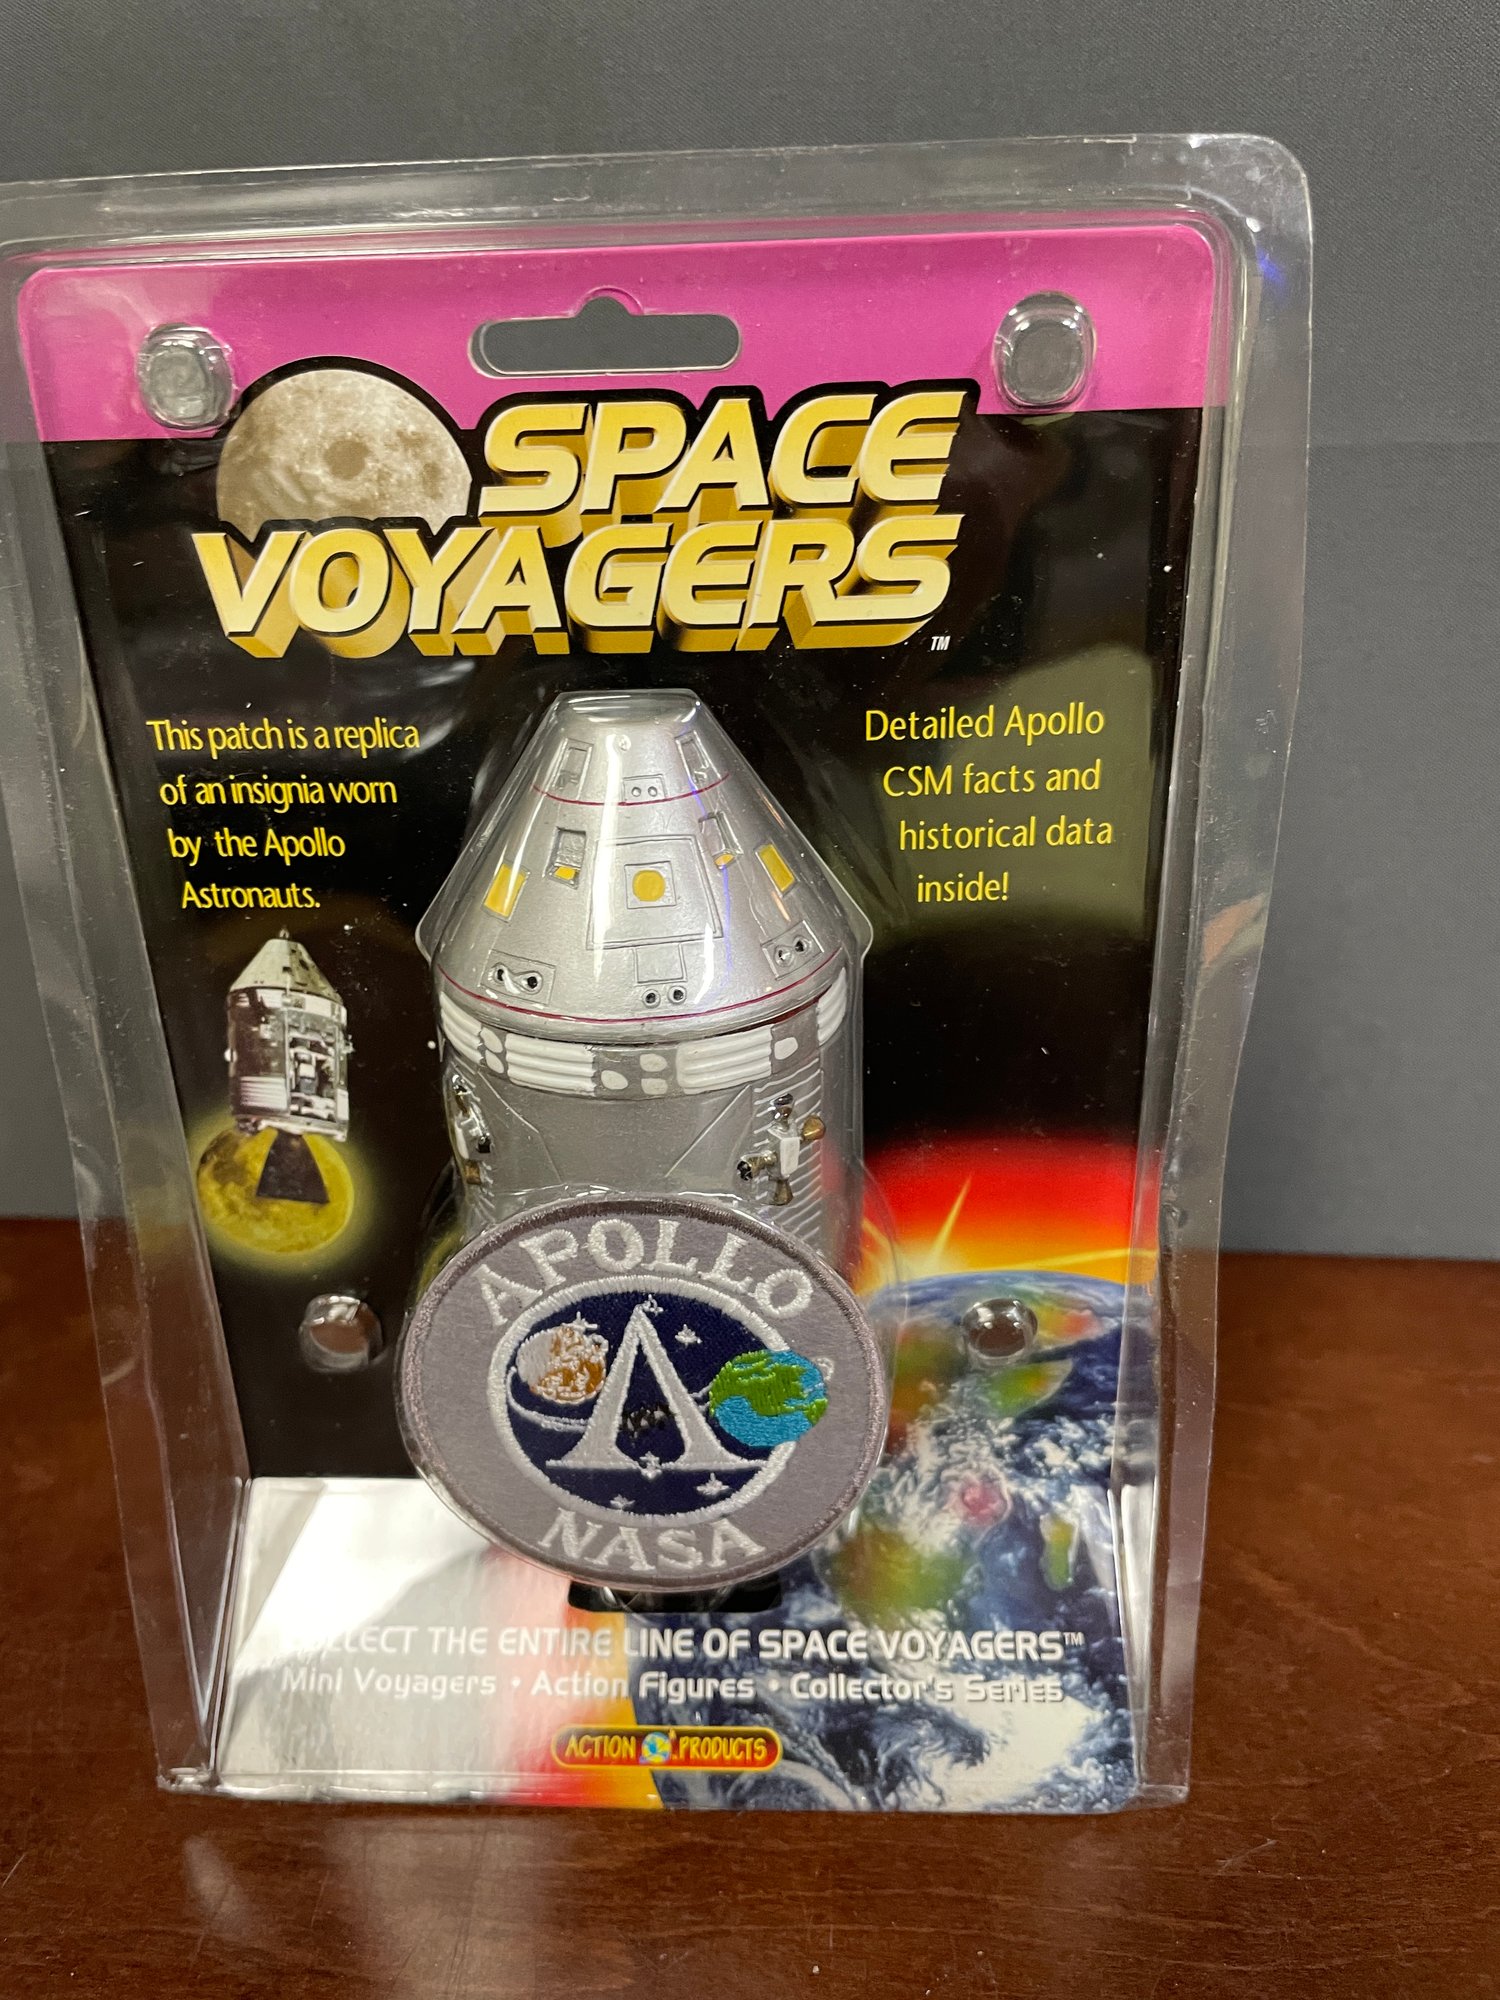 SPACE
VOYAGERS
TM
This patch is a replica
of an insignia worn
by the Apollo
Astronauts.
Detailed Apollo
CSM facts and
historical data
inside!
APOLLO
NASA
THE ENTIRE LINE OF SPACE VOYAGERS™
Mini Voyagers • Action Figures • Collector's Series
ACTION PRODUCTS